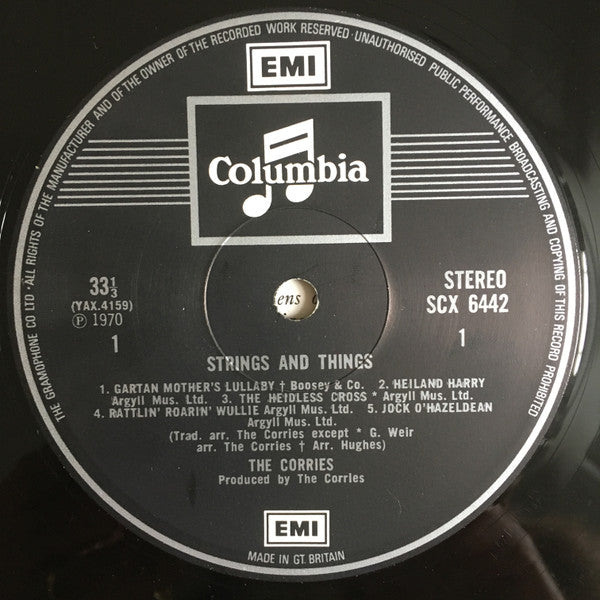 THE GRAMOPHONE CO LTD · ALL RIGHTS OF THE MANUFACTURER AND OF THE OWNER OF THE RECORDED WORK RESERVED · UNAUTHORISED PUBLIC PERFORMANCE BROADCASTING AND COPYING OF THIS RECORD PROHIBITED
EMI
Columbia
33⅓
(YAX.4159)
℗ 1970
1
STEREO
SCX 6442
1
ens
STRINGS AND THINGS
1. GARTAN MOTHER'S LULLABY † Boosey & Co. 2. HEILAND HARRY
Argyll Mus. Ltd. 3. THE HEIDLESS CROSS * Argyll Mus. Ltd.
4. RATTLIN' ROARIN' WULLIE Argyll Mus. Ltd. 5. JOCK O'HAZELDEAN
Argyll Mus. Ltd.
(Trad. arr. The Corries except * G. Weir
arr. The Corries † Arr. Hughes)
THE CORRIES
Produced by The Corries
EMI
MADE IN GT. BRITAIN